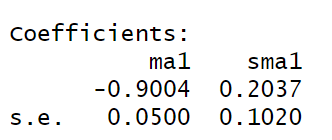 Coefficients:
ma1 sma1
-0.9004 0.2037
s.e. 0.0500 0.1020